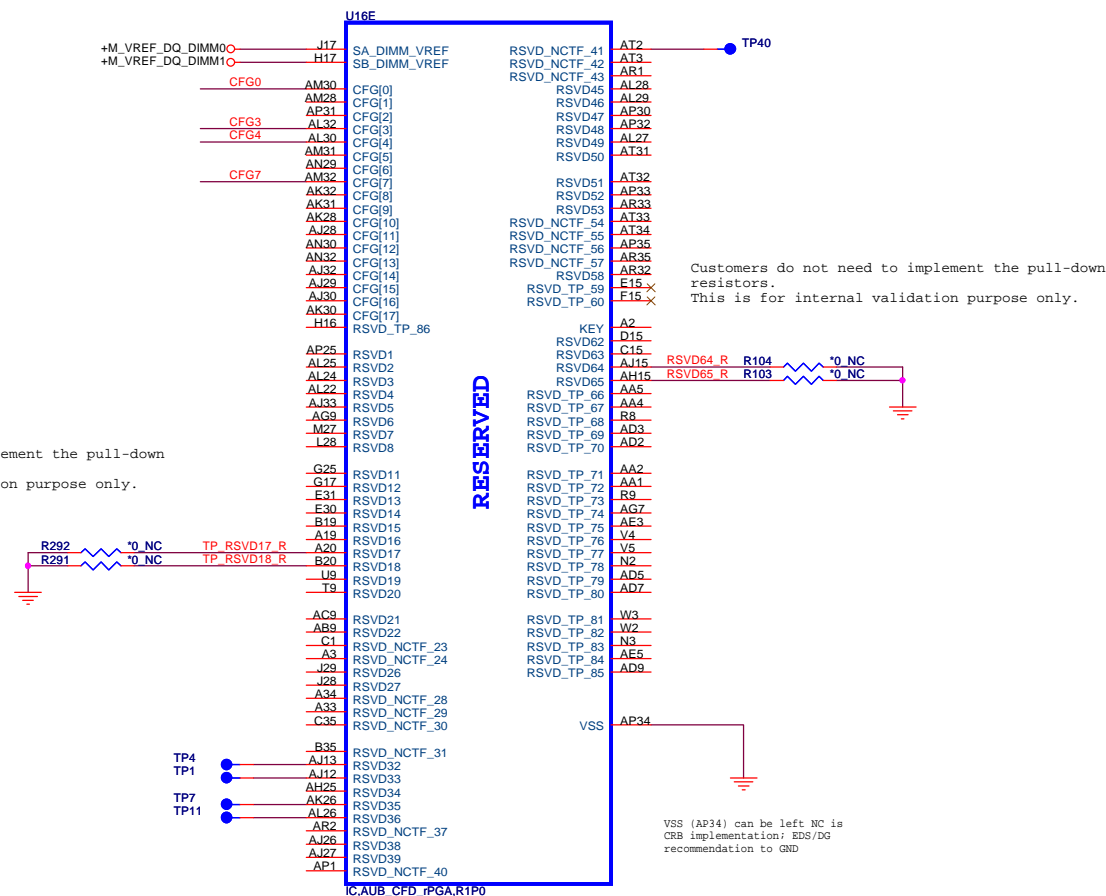 U16E
+M_VREF_DQ_DIMM0 J17 SA_DIMM_VREF
+M_VREF_DQ_DIMM1 H17 SB_DIMM_VREF
CFG0 AM30 CFG[0]
AM28 CFG[1]
AP31 CFG[2]
CFG3 AL32 CFG[3]
CFG4 AL30 CFG[4]
AM31 CFG[5]
AN29 CFG[6]
CFG7 AM32 CFG[7]
AK32 CFG[8]
AK31 CFG[9]
AK28 CFG[10]
AJ28 CFG[11]
AN30 CFG[12]
AN32 CFG[13]
AJ32 CFG[14]
AJ29 CFG[15]
AJ30 CFG[16]
AK30 CFG[17]
H16 RSVD_TP_86
AP25 RSVD1
AL25 RSVD2
AL24 RSVD3
AL22 RSVD4
AJ33 RSVD5
AG9 RSVD6
M27 RSVD7
L28 RSVD8
ement the pull-down
on purpose only.
G25 RSVD11
G17 RSVD12
E31 RSVD13
E30 RSVD14
B19 RSVD15
A19 RSVD16
R292 *0_NC TP_RSVD17_R A20 RSVD17
R291 *0_NC TP_RSVD18_R B20 RSVD18
U9 RSVD19
T9 RSVD20
AC9 RSVD21
AB9 RSVD22
C1 RSVD_NCTF_23
A3 RSVD_NCTF_24
J29 RSVD26
J28 RSVD27
A34 RSVD_NCTF_28
A33 RSVD_NCTF_29
C35 RSVD_NCTF_30
B35 RSVD_NCTF_31
TP4 AJ13 RSVD32
TP1 AJ12 RSVD33
AH25 RSVD34
TP7 AK26 RSVD35
TP11 AL26 RSVD36
AR2 RSVD_NCTF_37
AJ26 RSVD38
AJ27 RSVD39
AP1 RSVD_NCTF_40
RESERVED
RSVD_NCTF_41 AT2 TP40
RSVD_NCTF_42 AT3
RSVD_NCTF_43 AR1
RSVD45 AL28
RSVD46 AL29
RSVD47 AP30
RSVD48 AP32
RSVD49 AL27
RSVD50 AT31
RSVD51 AT32
RSVD52 AP33
RSVD53 AR33
RSVD_NCTF_54 AT33
RSVD_NCTF_55 AT34
RSVD_NCTF_56 AP35
RSVD_NCTF_57 AR35
RSVD58 AR32
RSVD_TP_59 E15
RSVD_TP_60 F15
Customers do not need to implement the pull-down
resistors.
This is for internal validation purpose only.
KEY A2
RSVD62 D15
RSVD63 C15
RSVD64 AJ15 RSVD64_R R104 *0_NC
RSVD65 AH15 RSVD65_R R103 *0_NC
RSVD_TP_66 AA5
RSVD_TP_67 AA4
RSVD_TP_68 R8
RSVD_TP_69 AD3
RSVD_TP_70 AD2
RSVD_TP_71 AA2
RSVD_TP_72 AA1
RSVD_TP_73 R9
RSVD_TP_74 AG7
RSVD_TP_75 AE3
RSVD_TP_76 V4
RSVD_TP_77 V5
RSVD_TP_78 N2
RSVD_TP_79 AD5
RSVD_TP_80 AD7
RSVD_TP_81 W3
RSVD_TP_82 W2
RSVD_TP_83 N3
RSVD_TP_84 AE5
RSVD_TP_85 AD9
VSS AP34
VSS (AP34) can be left NC is
CRB implementation; EDS/DG
recommendation to GND
IC,AUB_CFD_rPGA,R1P0